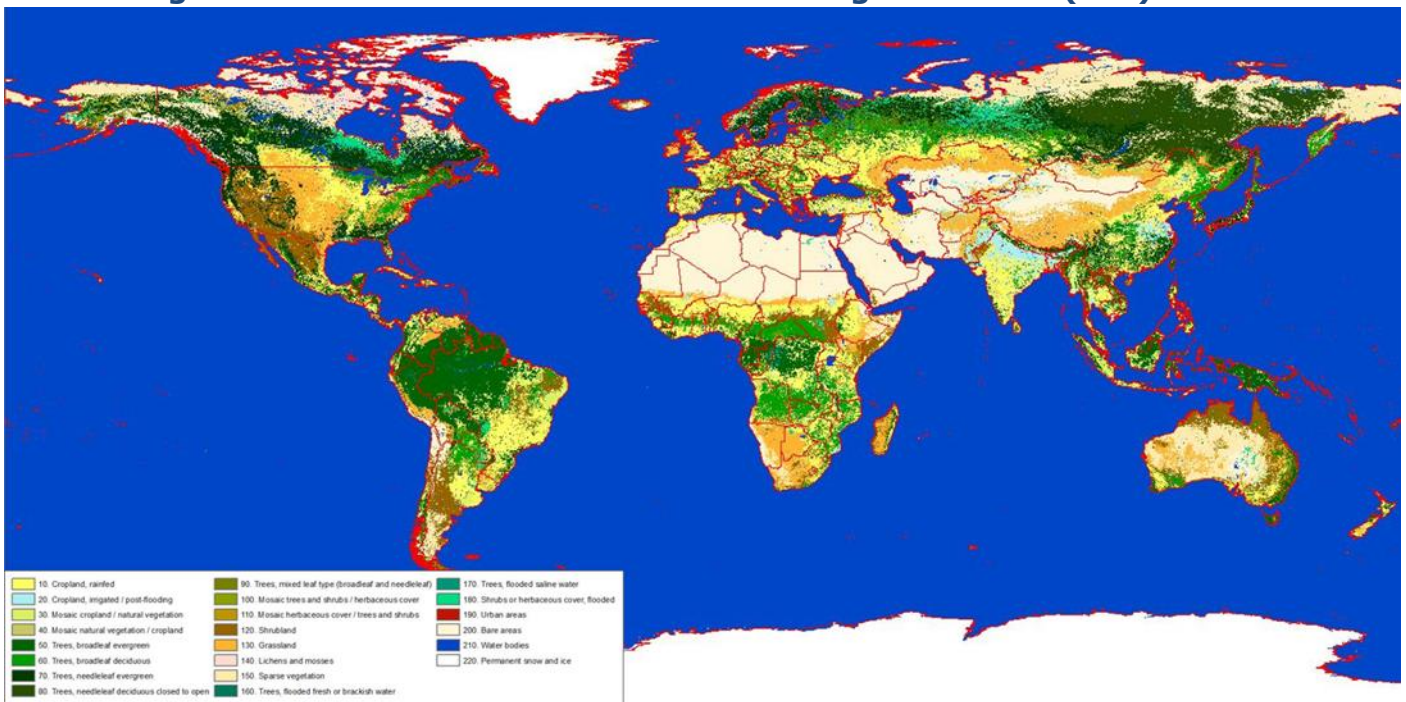 10. Cropland, rainfed
20. Cropland, irrigated / post-flooding
30. Mosaic cropland / natural vegetation
40. Mosaic natural vegetation / cropland
50. Trees, broadleaf evergreen
60. Trees, broadleaf deciduous
70. Trees, needleleaf evergreen
80. Trees, needleleaf deciduous closed to open
90. Trees, mixed leaf type (broadleaf and needleleaf)
100. Mosaic trees and shrubs / herbaceous cover
110. Mosaic herbaceous cover / trees and shrubs
120. Shrubland
130. Grassland
140. Lichens and mosses
150. Sparse vegetation
160. Trees, flooded fresh or brackish water
170. Trees, flooded saline water
180. Shrubs or herbaceous cover, flooded
190. Urban areas
200. Bare areas
210. Water bodies
220. Permanent snow and ice